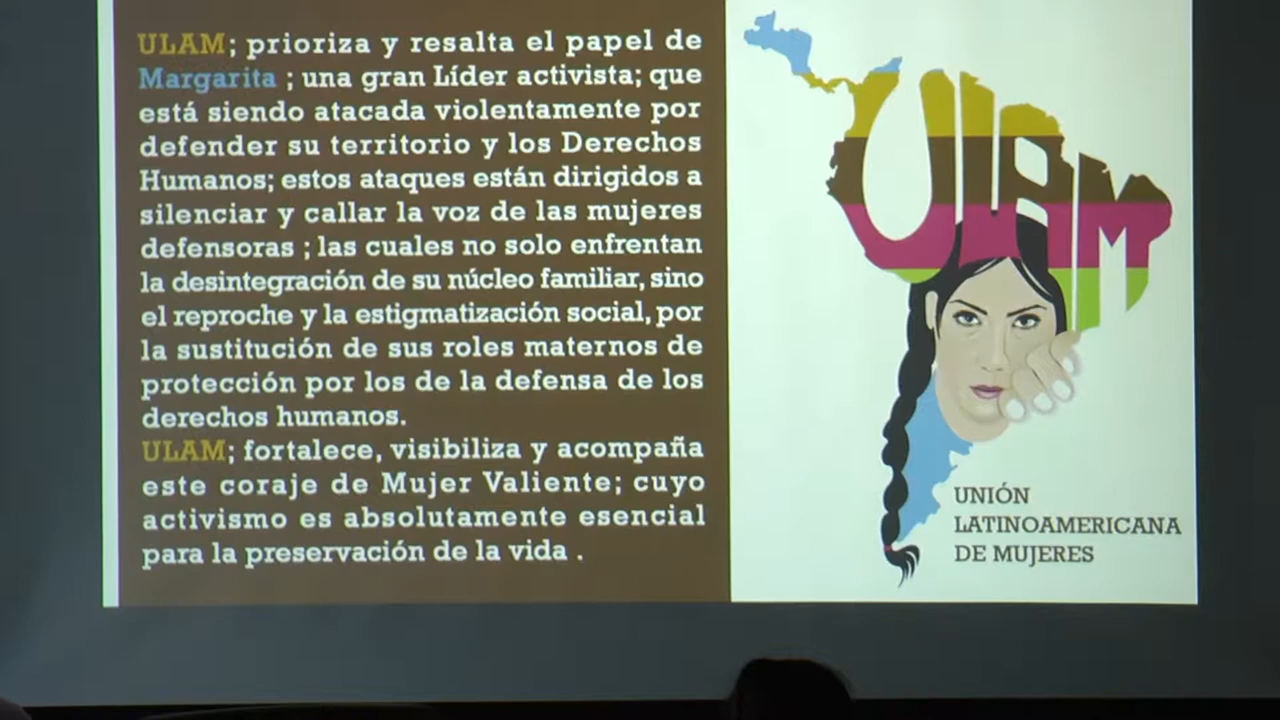 ULAM; prioriza y resalta el papel de
Margarita ; una gran Líder activista; que
está siendo atacada violentamente por
defender su territorio y los Derechos
Humanos; estos ataques están dirigidos a
silenciar y callar la voz de las mujeres
defensoras ; las cuales no solo enfrentan
la desintegración de su núcleo familiar, sino
el reproche y la estigmatización social, por
la sustitución de sus roles maternos de
protección por los de la defensa de los
derechos humanos.
ULAM; fortalece, visibiliza y acompaña
este coraje de Mujer Valiente; cuyo
activismo es absolutamente esencial
para la preservación de la vida .
ULAM
UNIÓN
LATINOAMERICANA
DE MUJERES